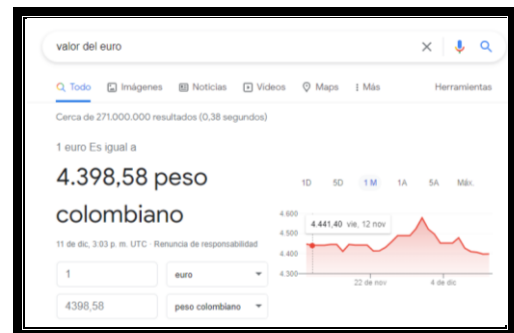 valor del euro
Todo Imágenes Noticias Videos Maps Más Herramientas
Cerca de 271.000.000 resultados (0,38 segundos)
1 euro Es igual a
4.398,58 peso
colombiano
11 de dic, 3:03 p. m. UTC · Renuncia de responsabilidad
1 euro
4398,58 peso colombiano
1D 5D 1 M 1A 5A Máx.
4.600
4.441,40 vie, 12 nov
4.500
4.400
4.300
22 de nov 4 de dic